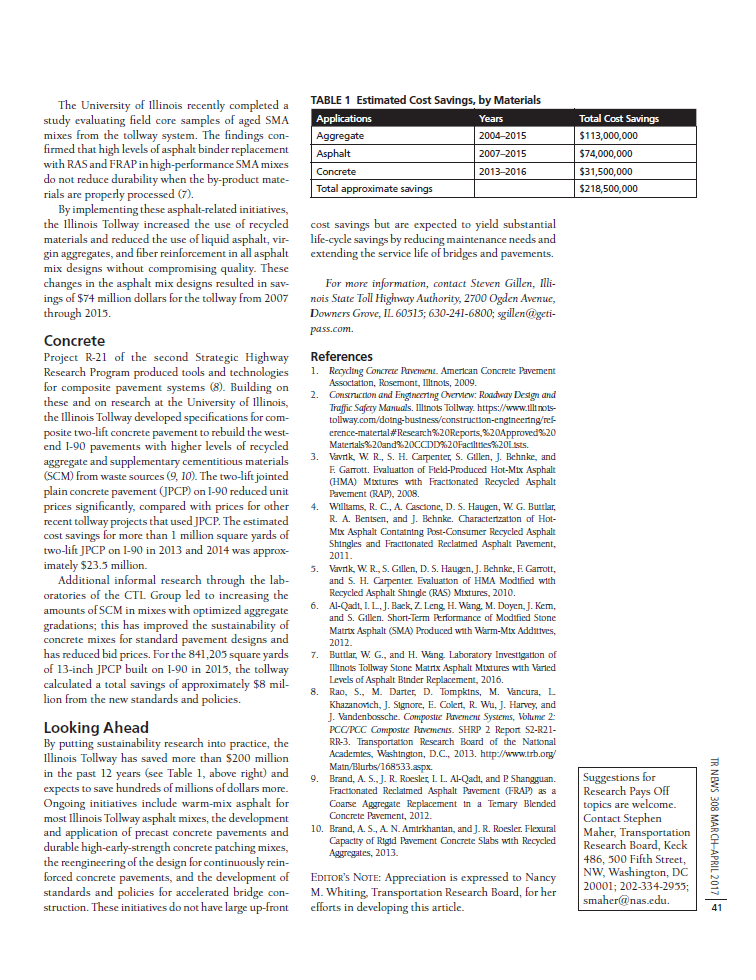 The University of Illinois recently completed a
study evaluating field core samples of aged SMA
mixes from the tollway system. The findings con-
firmed that high levels of asphalt binder replacement
with RAS and FRAP in high-performance SMA mixes
do not reduce durability when the by-product mate-
rials are properly processed (7).
By implementing these asphalt-related initiatives,
the Illinois Tollway increased the use of recycled
materials and reduced the use of liquid asphalt, vir-
gin aggregates, and fiber reinforcement in all asphalt
mix designs without compromising quality. These
changes in the asphalt mix designs resulted in sav-
ings of $74 million dollars for the tollway from 2007
through 2015.
Concrete
Project R-21 of the second Strategic Highway
Research Program produced tools and technologies
for composite pavement systems (8). Building on
these and on research at the University of Illinois,
the Illinois Tollway developed specifications for com-
posite two-lift concrete pavement to rebuild the west-
end I-90 pavements with higher levels of recycled
aggregate and supplementary cementitious materials
(SCM) from waste sources (9, 10). The two-lift jointed
plain concrete pavement (JPCP) on I-90 reduced unit
prices significantly, compared with prices for other
recent tollway projects that used JPCP. The estimated
cost savings for more than 1 million square yards of
two-lift JPCP on I-90 in 2013 and 2014 was approx-
imately $23.5 million.
Additional informal research through the lab-
oratories of the CTL Group led to increasing the
amounts of SCM in mixes with optimized aggregate
gradations; this has improved the sustainability of
concrete mixes for standard pavement designs and
has reduced bid prices. For the 841,205 square yards
of 13-inch JPCP built on I-90 in 2015, the tollway
calculated a total savings of approximately $8 mil-
lion from the new standards and policies.
Looking Ahead
By putting sustainability research into practice, the
Illinois Tollway has saved more than $200 million
in the past 12 years (see Table 1, above right) and
expects to save hundreds of millions of dollars more.
Ongoing initiatives include warm-mix asphalt for
most Illinois Tollway asphalt mixes, the development
and application of precast concrete pavements and
durable high-early-strength concrete patching mixes,
the reengineering of the design for continuously rein-
forced concrete pavements, and the development of
standards and policies for accelerated bridge con-
struction. These initiatives do not have large up-front
TABLE 1 Estimated Cost Savings, by Materials
Applications Years Total Cost Savings
Aggregate 2004–2015 $113,000,000
Asphalt 2007–2015 $74,000,000
Concrete 2013–2016 $31,500,000
Total approximate savings $218,500,000
cost savings but are expected to yield substantial
life-cycle savings by reducing maintenance needs and
extending the service life of bridges and pavements.
For more information, contact Steven Gillen, Illi-
nois State Toll Highway Authority, 2700 Ogden Avenue,
Downers Grove, IL 60515; 630-241-6800; sgillen@geti-
pass.com.
References
1. Recycling Concrete Pavement. American Concrete Pavement
Association, Rosemont, Illinois, 2009.
2. Construction and Engineering Overview: Roadway Design and
Traffic Safety Manuals. Illinois Tollway. https://www.illinois-
tollway.com/doing-business/construction-engineering/ref-
erence-material#Research%20Reports,%20Approved%20
Materials%20and%20CCDD%20Facilities%20Lists.
3. Vavrik, W. R., S. H. Carpenter, S. Gillen, J. Behnke, and
F. Garrott. Evaluation of Field-Produced Hot-Mix Asphalt
(HMA) Mixtures with Fractionated Recycled Asphalt
Pavement (RAP), 2008.
4. Williams, R. C., A. Cascione, D. S. Haugen, W. G. Buttlar,
R. A. Bentsen, and J. Behnke. Characterization of Hot-
Mix Asphalt Containing Post-Consumer Recycled Asphalt
Shingles and Fractionated Reclaimed Asphalt Pavement,
2011.
5. Vavrik, W. R., S. Gillen, D. S. Haugen, J. Behnke, F. Garrott,
and S. H. Carpenter. Evaluation of HMA Modified with
Recycled Asphalt Shingle (RAS) Mixtures, 2010.
6. Al-Qadi, I. L., J. Baek, Z. Leng, H. Wang, M. Doyen, J. Kern,
and S. Gillen. Short-Term Performance of Modified Stone
Matrix Asphalt (SMA) Produced with Warm-Mix Additives,
2012.
7. Buttlar, W. G., and H. Wang. Laboratory Investigation of
Illinois Tollway Stone Matrix Asphalt Mixtures with Varied
Levels of Asphalt Binder Replacement, 2016.
8. Rao, S., M. Darter, D. Tompkins, M. Vancura, L.
Khazanovich, J. Signore, E. Coleri, R. Wu, J. Harvey, and
J. Vandenbossche. Composite Pavement Systems, Volume 2:
PCC/PCC Composite Pavements. SHRP 2 Report S2-R21-
RR-3. Transportation Research Board of the National
Academies, Washington, D.C., 2013. http://www.trb.org/
Main/Blurbs/168533.aspx.
9. Brand, A. S., J. R. Roesler, I. L. Al-Qadi, and P. Shangguan.
Fractionated Reclaimed Asphalt Pavement (FRAP) as a
Coarse Aggregate Replacement in a Ternary Blended
Concrete Pavement, 2012.
10. Brand, A. S., A. N. Amirkhanian, and J. R. Roesler. Flexural
Capacity of Rigid Pavement Concrete Slabs with Recycled
Aggregates, 2013.
EDITOR'S NOTE: Appreciation is expressed to Nancy
M. Whiting, Transportation Research Board, for her
efforts in developing this article.
Suggestions for
Research Pays Off
topics are welcome.
Contact Stephen
Maher, Transportation
Research Board, Keck
486, 500 Fifth Street,
NW, Washington, DC
20001; 202-334-2955;
smaher@nas.edu.
TR NEWS 308 MARCH–APRIL 2017
41